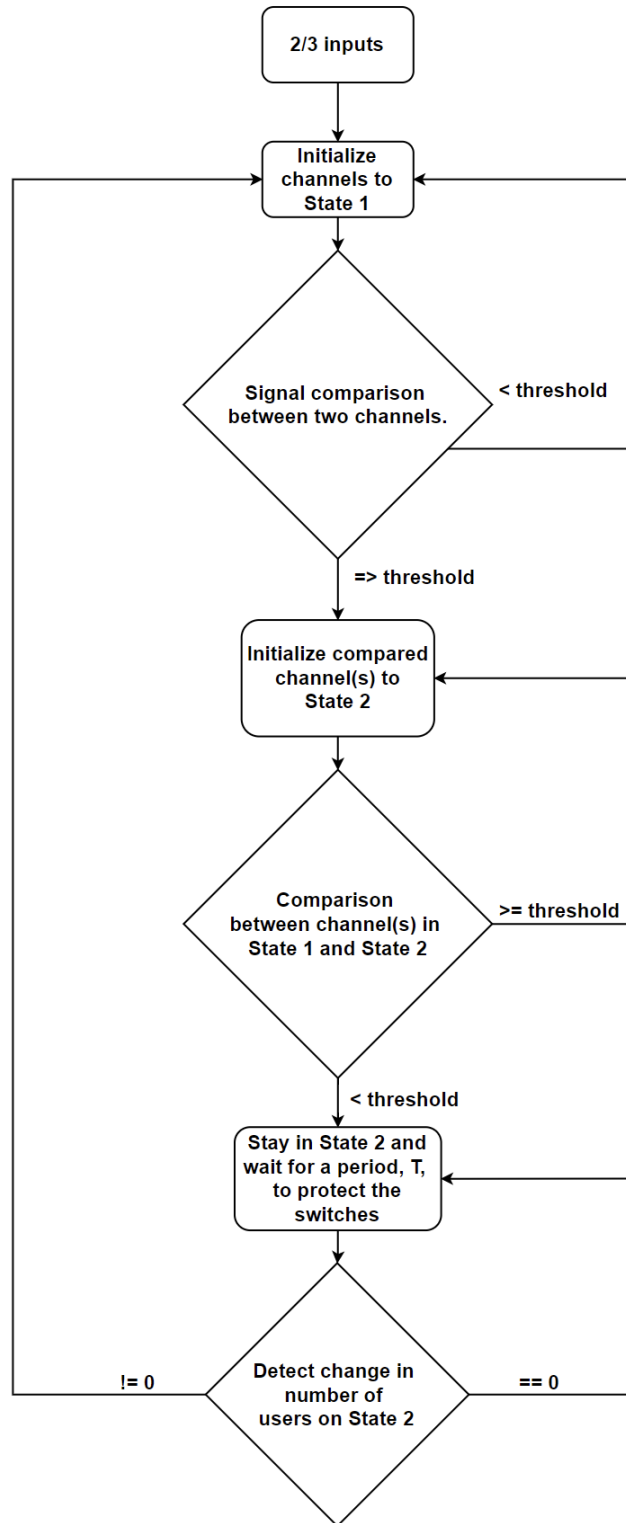 2/3 inputs
Initialize
channels to
State 1
Signal comparison
between two channels.
< threshold
=> threshold
Initialize compared
channel(s) to
State 2
Comparison
between channel(s) in
State 1 and State 2
>= threshold
< threshold
Stay in State 2 and
wait for a period, T,
to protect the
switches
!= 0
Detect change in
number of
users on State 2
== 0